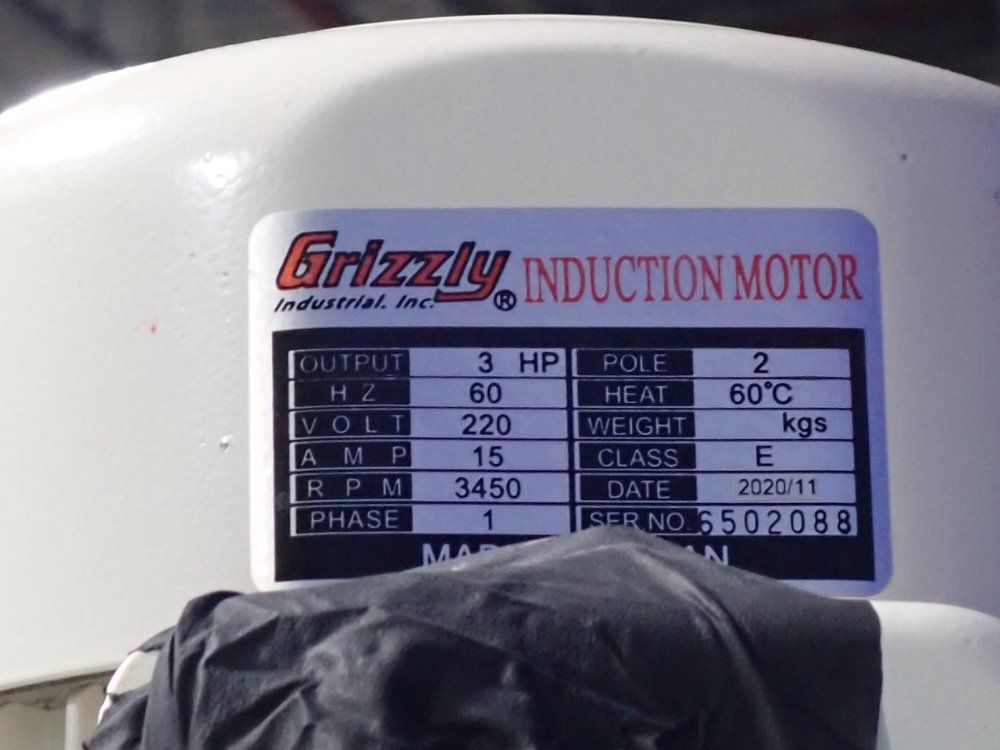 Grizzly
Industrial, Inc.®
INDUCTION MOTOR
OUTPUT 3 HP
HZ 60
VOLT 220
AMP 15
RPM 3450
PHASE 1
POLE 2
HEAT 60°C
WEIGHT kgs
CLASS E
DATE 2020/11
SER.NO. 6502088